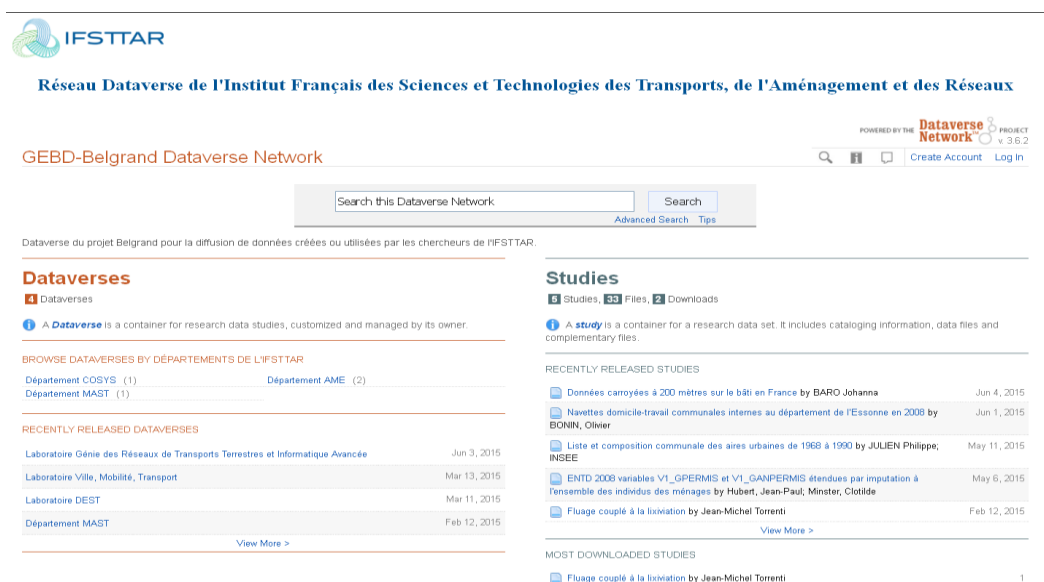 IFSTTAR
Réseau Dataverse de l'Institut Français des Sciences et Technologies des Transports, de l'Aménagement et des Réseaux
POWERED BY THE Dataverse Network™ PROJECT
v. 3.6.2
GEBD-Belgrand Dataverse Network
Create Account Log In
Search this Dataverse Network Search
Advanced Search Tips
Dataverse du projet Belgrand pour la diffusion de données créées ou utilisées par les chercheurs de l'IFSTTAR.
Dataverses
4 Dataverses
A Dataverse is a container for research data studies, customized and managed by its owner.
BROWSE DATAVERSES BY DÉPARTEMENTS DE L'IFSTTAR
Département COSYS (1) Département AME (2)
Département MAST (1)
RECENTLY RELEASED DATAVERSES
Laboratoire Génie des Réseaux de Transports Terrestres et Informatique Avancée Jun 3, 2015
Laboratoire Ville, Mobilité, Transport Mar 13, 2015
Laboratoire DEST Mar 11, 2015
Département MAST Feb 12, 2015
View More >
Studies
5 Studies, 33 Files, 2 Downloads
A study is a container for a research data set. It includes cataloging information, data files and
complementary files.
RECENTLY RELEASED STUDIES
Données carroyées à 200 mètres sur le bâti en France by BARO Johanna Jun 4, 2015
Navettes domicile-travail communales internes au département de l'Essonne en 2008 by Jun 1, 2015
BONIN, Olivier
Liste et composition communale des aires urbaines de 1968 à 1990 by JULIEN Philippe; May 11, 2015
INSEE
ENTD 2008 variables V1_GPERMIS et V1_GANPERMIS étendues par imputation à May 6, 2015
l'ensemble des individus des ménages by Hubert, Jean-Paul; Minster, Clotilde
Fluage couplé à la lixiviation by Jean-Michel Torrenti Feb 12, 2015
View More >
MOST DOWNLOADED STUDIES
Fluage couplé à la lixiviation by Jean-Michel Torrenti 1